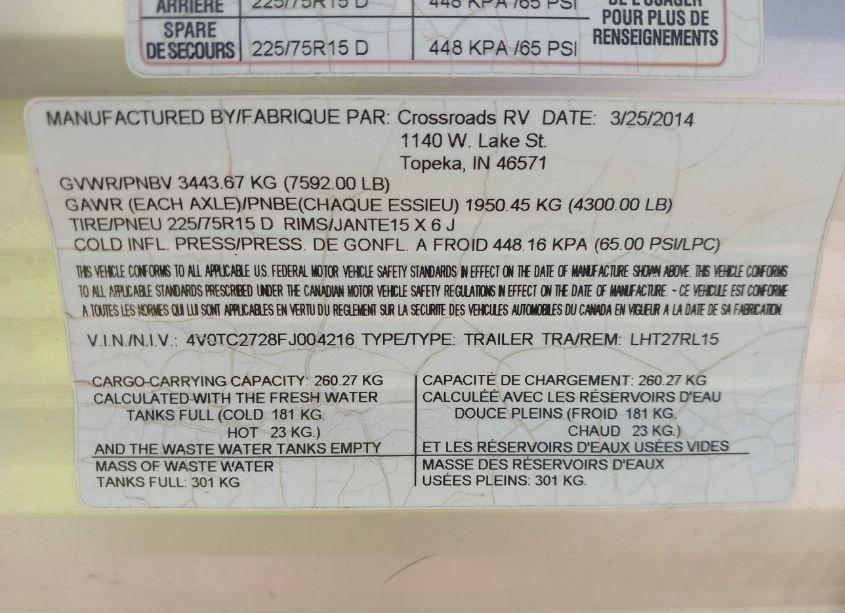 ARRIÈRE 225/75R15 D 448 KPA /65 PSI
DE L'USAGER
POUR PLUS DE
RENSEIGNEMENTS
SPARE
DE SECOURS 225/75R15 D 448 KPA /65 PSI
MANUFACTURED BY/FABRIQUE PAR: Crossroads RV DATE: 3/25/2014
1140 W. Lake St.
Topeka, IN 46571
GVWR/PNBV 3443.67 KG (7592.00 LB)
GAWR (EACH AXLE)/PNBE(CHAQUE ESSIEU) 1950.45 KG (4300.00 LB)
TIRE/PNEU 225/75R15 D RIMS/JANTE15 X 6 J
COLD INFL. PRESS/PRESS. DE GONFL. A FROID 448.16 KPA (65.00 PSI/LPC)
THIS VEHICLE CONFORMS TO ALL APPLICABLE U.S. FEDERAL MOTOR VEHICLE SAFETY STANDARDS IN EFFECT ON THE DATE OF MANUFACTURE SHOWN ABOVE. THIS VEHICLE CONFORMS
TO ALL APPLICABLE STANDARDS PRESCRIBED UNDER THE CANADIAN MOTOR VEHICLE SAFETY REGULATIONS IN EFFECT ON THE DATE OF MANUFACTURE. - CE VEHICULE EST CONFORME
A TOUTES LES NORMES QUI LUI SONT APPLICABLES EN VERTU DU REGLEMENT SUR LA SECURITE DES VEHICULES AUTOMOBILES DU CANADA EN VIGUEUR A LA DATE DE SA FABRICATION.
V.I.N./N.I.V.: 4V0TC2728FJ004216 TYPE/TYPE: TRAILER TRA/REM: LHT27RL15
CARGO-CARRYING CAPACITY: 260.27 KG
CALCULATED WITH THE FRESH WATER
TANKS FULL (COLD 181 KG.
HOT 23 KG.)
AND THE WASTE WATER TANKS EMPTY
MASS OF WASTE WATER
TANKS FULL: 301 KG
CAPACITÉ DE CHARGEMENT: 260.27 KG
CALCULÉE AVEC LES RÉSERVOIRS D'EAU
DOUCE PLEINS (FROID 181 KG.
CHAUD 23 KG.)
ET LES RÉSERVOIRS D'EAUX USÉES VIDES
MASSE DES RÉSERVOIRS D'EAUX
USÉES PLEINS: 301 KG.